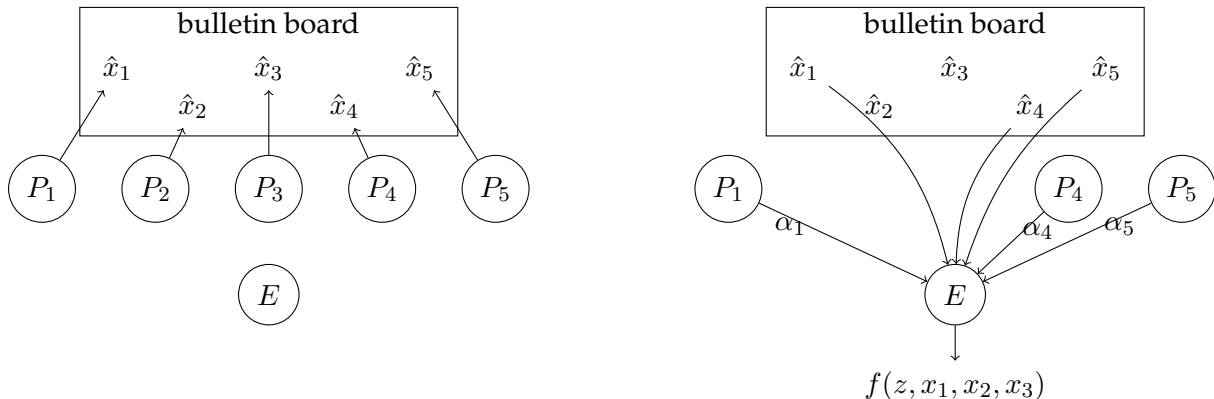 bulletin board
x̂₁ x̂₃ x̂₅
x̂₂ x̂₄
P₁ P₂ P₃ P₄ P₅
E
bulletin board
x̂₁ x̂₃ x̂₅
x̂₂ x̂₄
P₁ P₄ P₅
α₁ α₄ α₅
E
f(z, x₁, x₂, x₃)